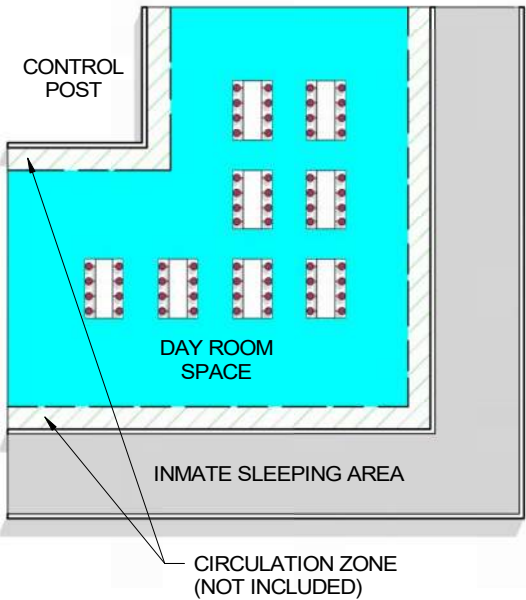 CONTROL
POST
DAY ROOM
SPACE
INMATE SLEEPING AREA
CIRCULATION ZONE
(NOT INCLUDED)